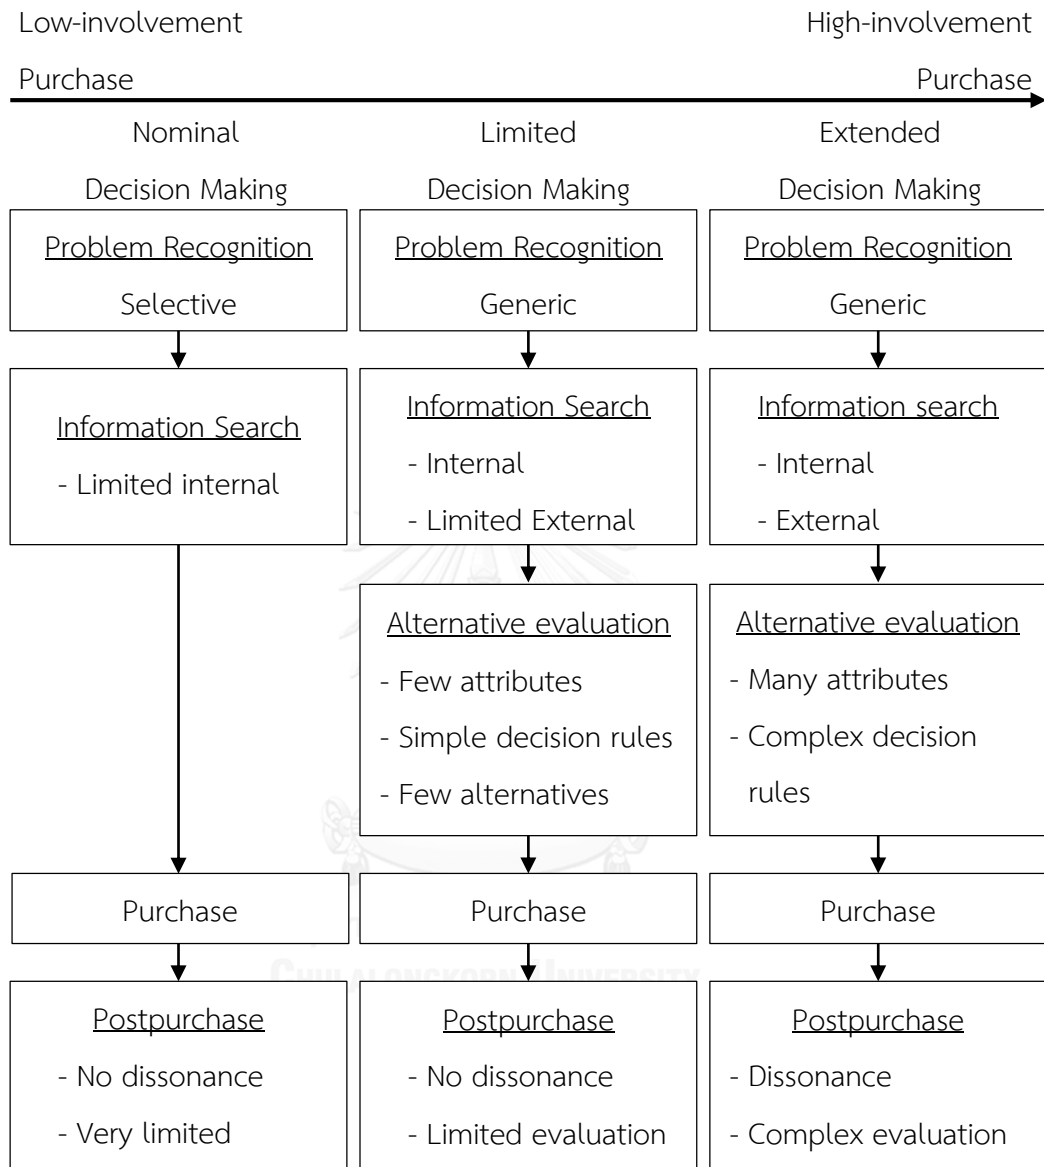 Low-involvement
Purchase
High-involvement
Purchase
Nominal
Decision Making
Limited
Decision Making
Extended
Decision Making
Problem Recognition
Selective
Problem Recognition
Generic
Problem Recognition
Generic
Information Search
- Limited internal
Information Search
- Internal
- Limited External
Information search
- Internal
- External
Alternative evaluation
- Few attributes
- Simple decision rules
- Few alternatives
Alternative evaluation
- Many attributes
- Complex decision
rules
Purchase
Purchase
Purchase
CHULALONGKORN UNIVERSITY
Postpurchase
- No dissonance
- Very limited
Postpurchase
- No dissonance
- Limited evaluation
Postpurchase
- Dissonance
- Complex evaluation